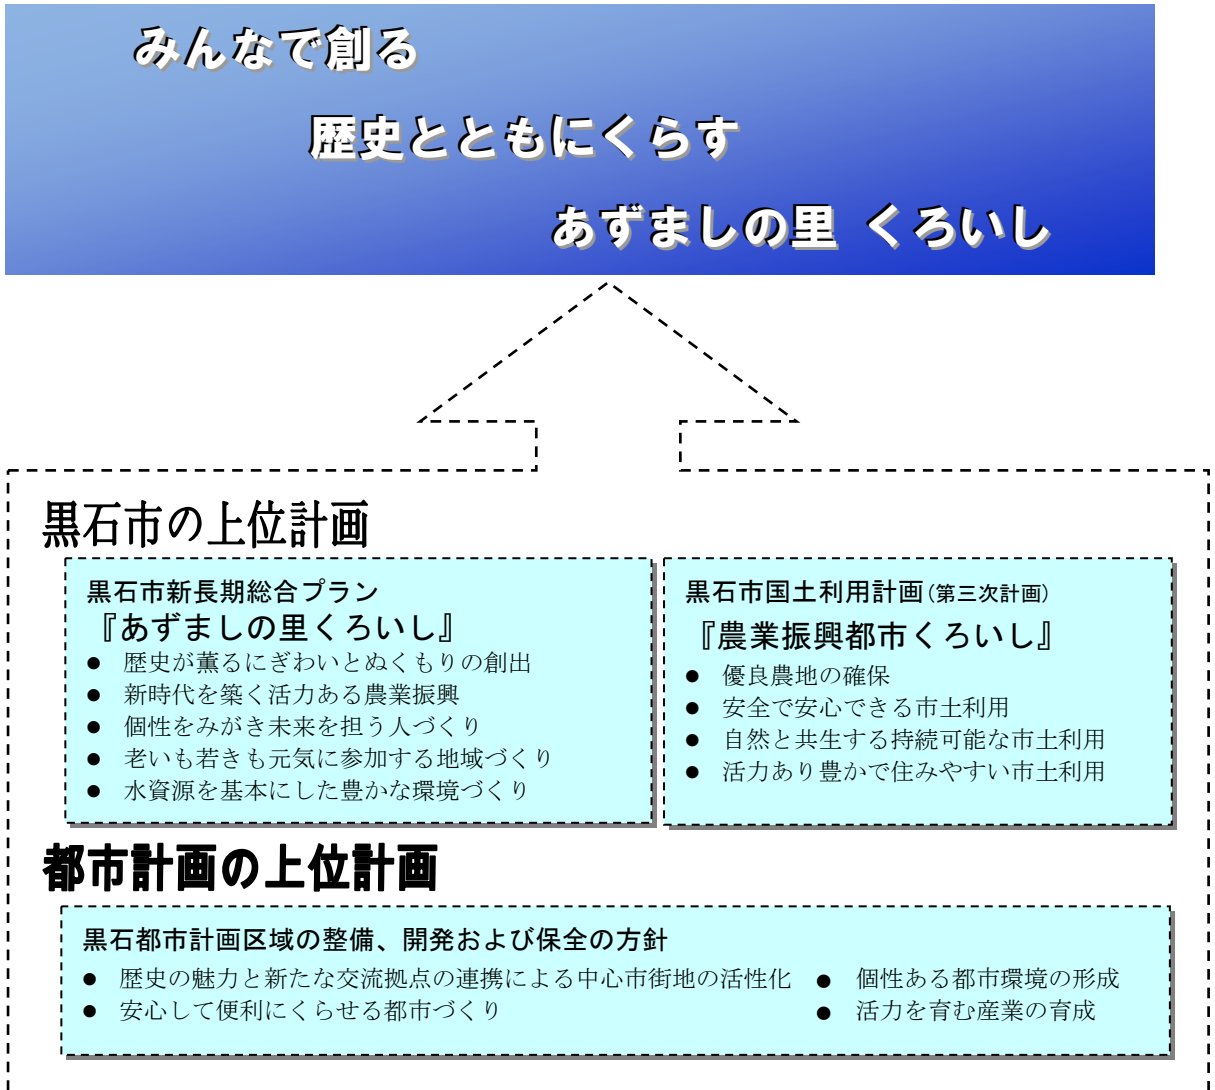 みんなで創る
歴史とともにくらす
あずましの里 くろいし
黒石市の上位計画
黒石市新長期総合プラン
『あずましの里くろいし』
● 歴史が薫るにぎわいとぬくもりの創出
● 新時代を築く活力ある農業振興
● 個性をみがき未来を担う人づくり
● 老いも若きも元気に参加する地域づくり
● 水資源を基本にした豊かな環境づくり
黒石市国土利用計画(第三次計画)
『農業振興都市くろいし』
● 優良農地の確保
● 安全で安心できる市土利用
● 自然と共生する持続可能な市土利用
● 活力あり豊かで住みやすい市土利用
都市計画の上位計画
黒石都市計画区域の整備、開発および保全の方針
● 歴史の魅力と新たな交流拠点の連携による中心市街地の活性化
● 安心して便利にくらせる都市づくり
● 個性ある都市環境の形成
● 活力を育む産業の育成